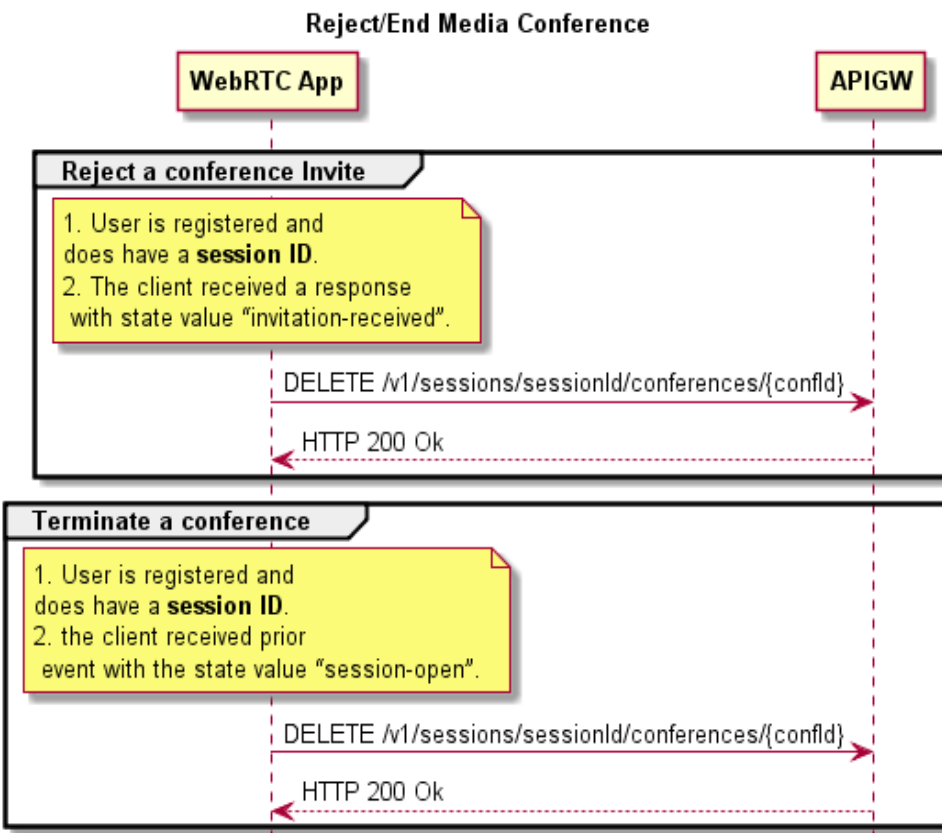 Reject/End Media Conference
WebRTC App
APIGW
Reject a conference Invite
1. User is registered and
does have a session ID.
2. The client received a response
with state value “invitation-received”.
DELETE /v1/sessions/sessionId/conferences/{confId}
HTTP 200 Ok
Terminate a conference
1. User is registered and
does have a session ID.
2. the client received prior
event with the state value “session-open”.
DELETE /v1/sessions/sessionId/conferences/{confId}
HTTP 200 Ok